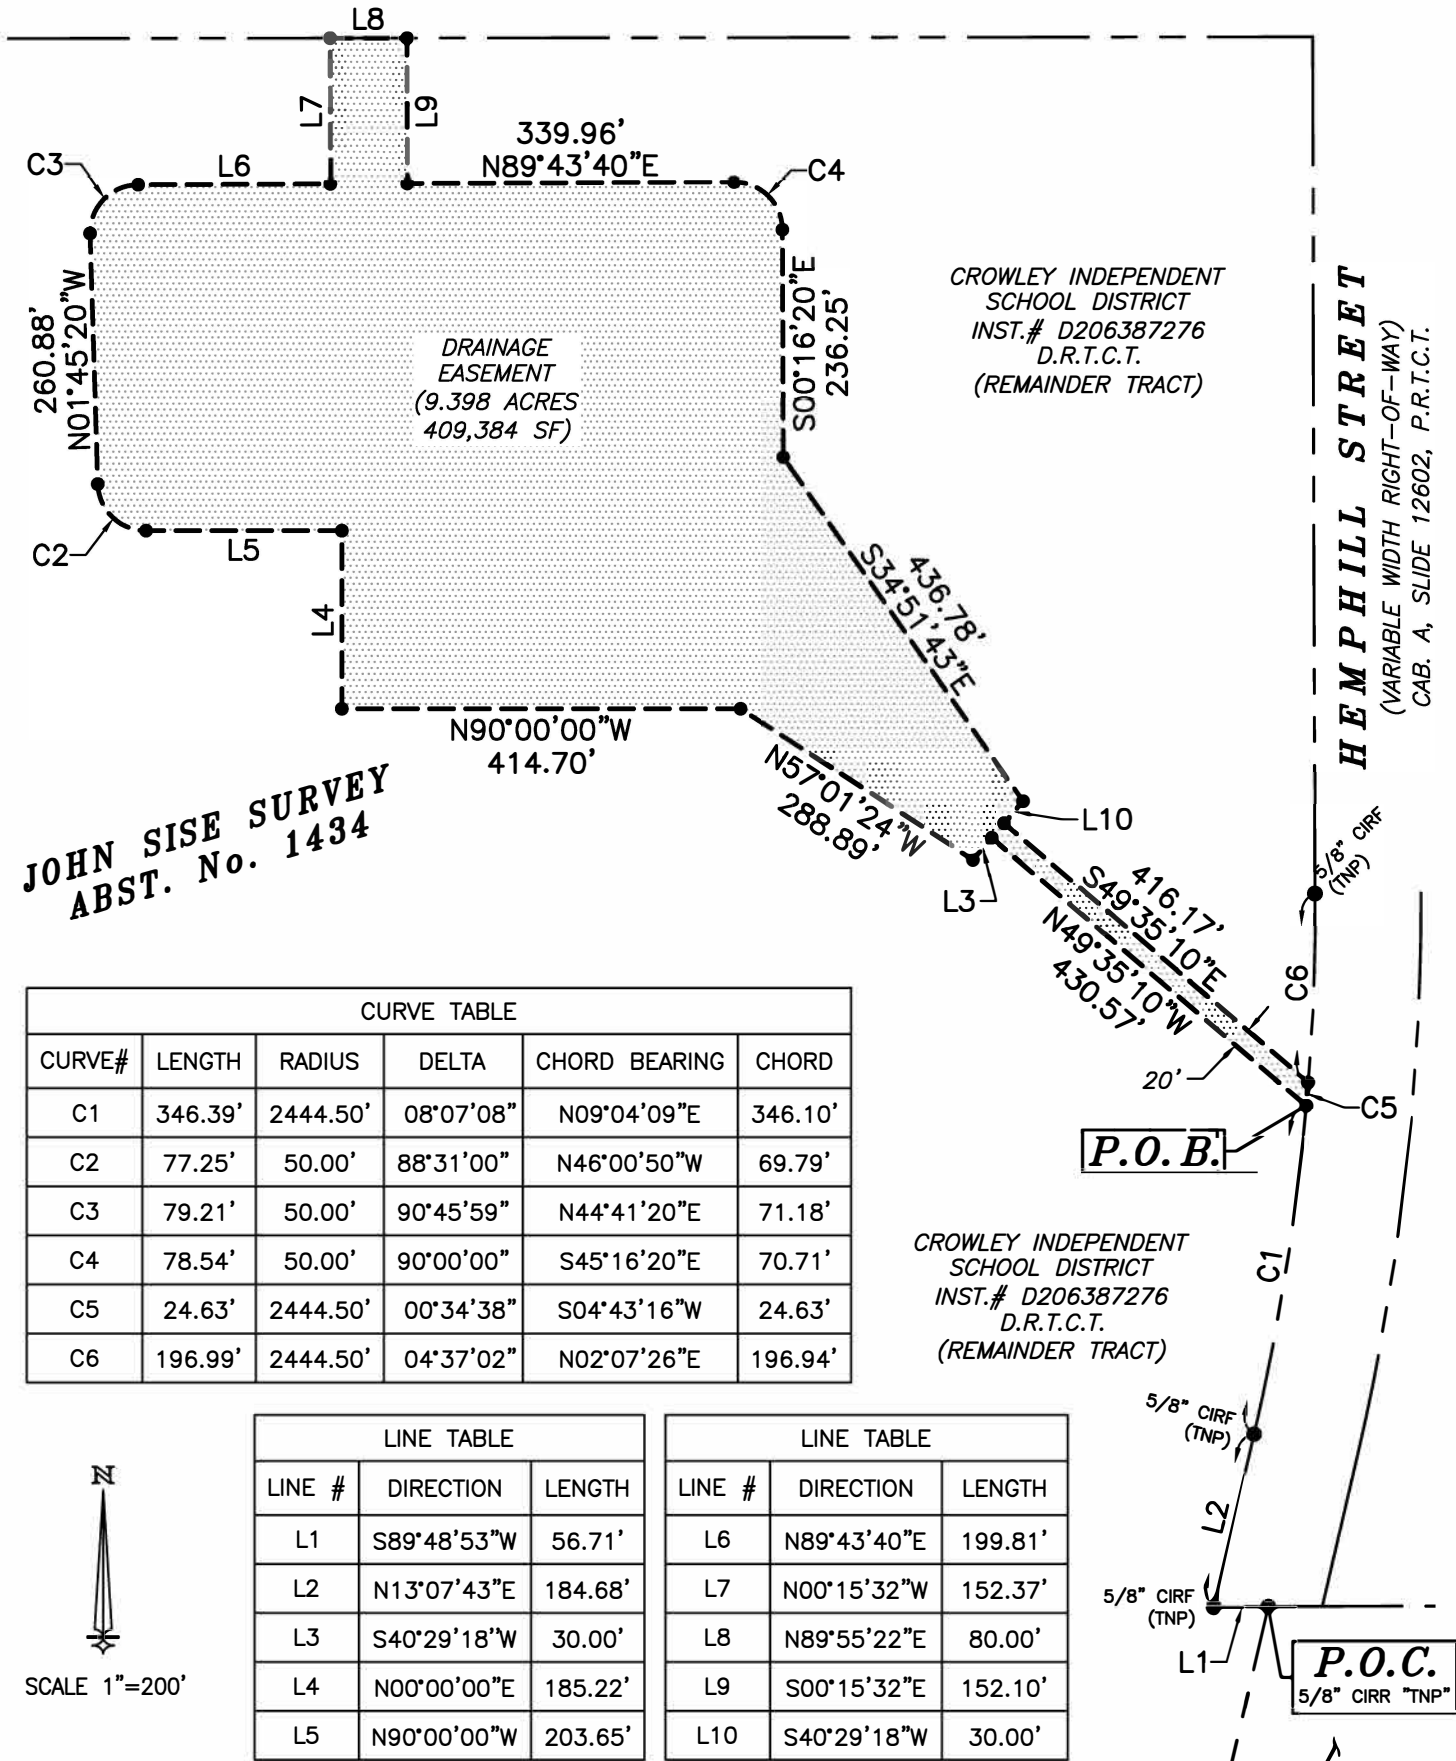 L8
L7
L9
339.96'
N89°43'40"E
C3
L6
C4
260.88'
N01°45'20"W
S00°16'20"E
236.25'
DRAINAGE
EASEMENT
(9.398 ACRES
409,384 SF)
CROWLEY INDEPENDENT
SCHOOL DISTRICT
INST.# D206387276
D.R.T.C.T.
(REMAINDER TRACT)
HEMPHILL STREET
(VARIABLE WIDTH RIGHT-OF-WAY)
CAB. A, SLIDE 12602, P.R.T.C.T.
C2
L5
L4
436.78'
S34°51'43"E
N90°00'00"W
414.70'
N57°01'24"W
288.89'
L10
L3
JOHN SISE SURVEY
ABST. No. 1434
5/8" CIRF
(TNP)
416.17'
S49°35'10"E
N49°35'10"W
430.57'
C6
20'
C5
P.O.B.
CURVE TABLE
CURVE# LENGTH RADIUS DELTA CHORD BEARING CHORD
C1 346.39' 2444.50' 08°07'08" N09°04'09"E 346.10'
C2 77.25' 50.00' 88°31'00" N46°00'50"W 69.79'
C3 79.21' 50.00' 90°45'59" N44°41'20"E 71.18'
C4 78.54' 50.00' 90°00'00" S45°16'20"E 70.71'
C5 24.63' 2444.50' 00°34'38" S04°43'16"W 24.63'
C6 196.99' 2444.50' 04°37'02" N02°07'26"E 196.94'
CROWLEY INDEPENDENT
SCHOOL DISTRICT
INST.# D206387276
D.R.T.C.T.
(REMAINDER TRACT)
C1
5/8" CIRF
(TNP)
L2
5/8" CIRF
(TNP)
L1
P.O.C.
5/8" CIRR "TNP"
N
SCALE 1"=200'
LINE TABLE
LINE # DIRECTION LENGTH
L1 S89°48'53"W 56.71'
L2 N13°07'43"E 184.68'
L3 S40°29'18"W 30.00'
L4 N00°00'00"E 185.22'
L5 N90°00'00"W 203.65'
LINE TABLE
LINE # DIRECTION LENGTH
L6 N89°43'40"E 199.81'
L7 N00°15'32"W 152.37'
L8 N89°55'22"E 80.00'
L9 S00°15'32"E 152.10'
L10 S40°29'18"W 30.00'